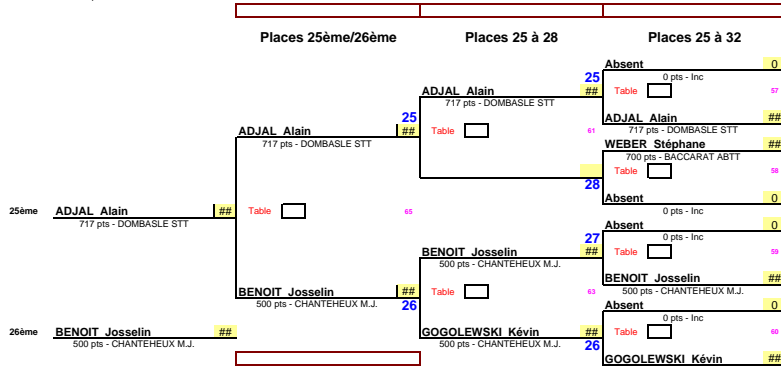 Places 25ème/26ème Places 25 à 28 Places 25 à 32
Absent 0
25 0 pts - Inc
ADJAL Alain ## Table 57
717 pts - DOMBASLE STT
25 ADJAL Alain ##
ADJAL Alain ## Table 61 717 pts - DOMBASLE STT
717 pts - DOMBASLE STT WEBER Stéphane ##
700 pts - BACCARAT ABTT
Table 58
28
Absent 0
25ème ADJAL Alain ## Table 65 0 pts - Inc
717 pts - DOMBASLE STT
Absent 0
27 0 pts - Inc
BENOIT Josselin ## Table 59
500 pts - CHANTEHEUX M.J.
BENOIT Josselin ##
BENOIT Josselin ## Table 63 500 pts - CHANTEHEUX M.J.
500 pts - CHANTEHEUX M.J. 26
Absent 0
0 pts - Inc
26ème BENOIT Josselin ## GOGOLEWSKI Kévin ## Table 60
500 pts - CHANTEHEUX M.J. 500 pts - CHANTEHEUX M.J. 26
GOGOLEWSKI Kévin ##